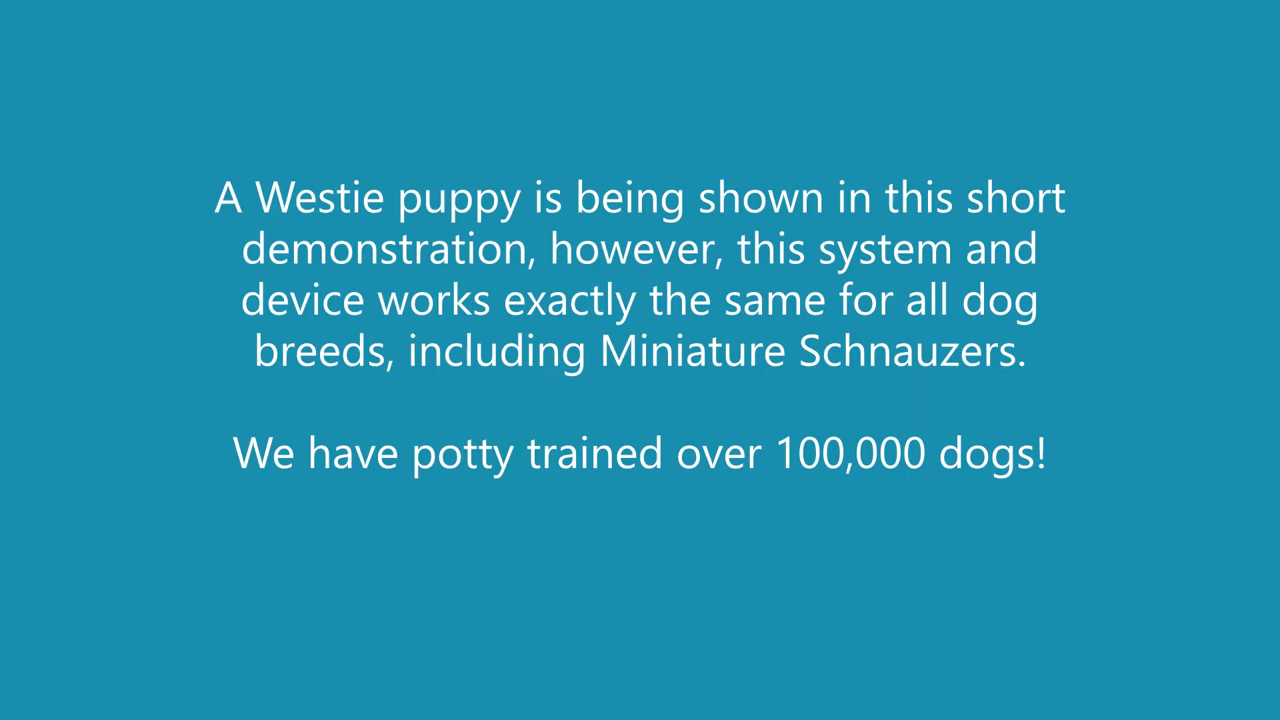 A Westie puppy is being shown in this short
demonstration, however, this system and
device works exactly the same for all dog
breeds, including Miniature Schnauzers.
We have potty trained over 100,000 dogs!